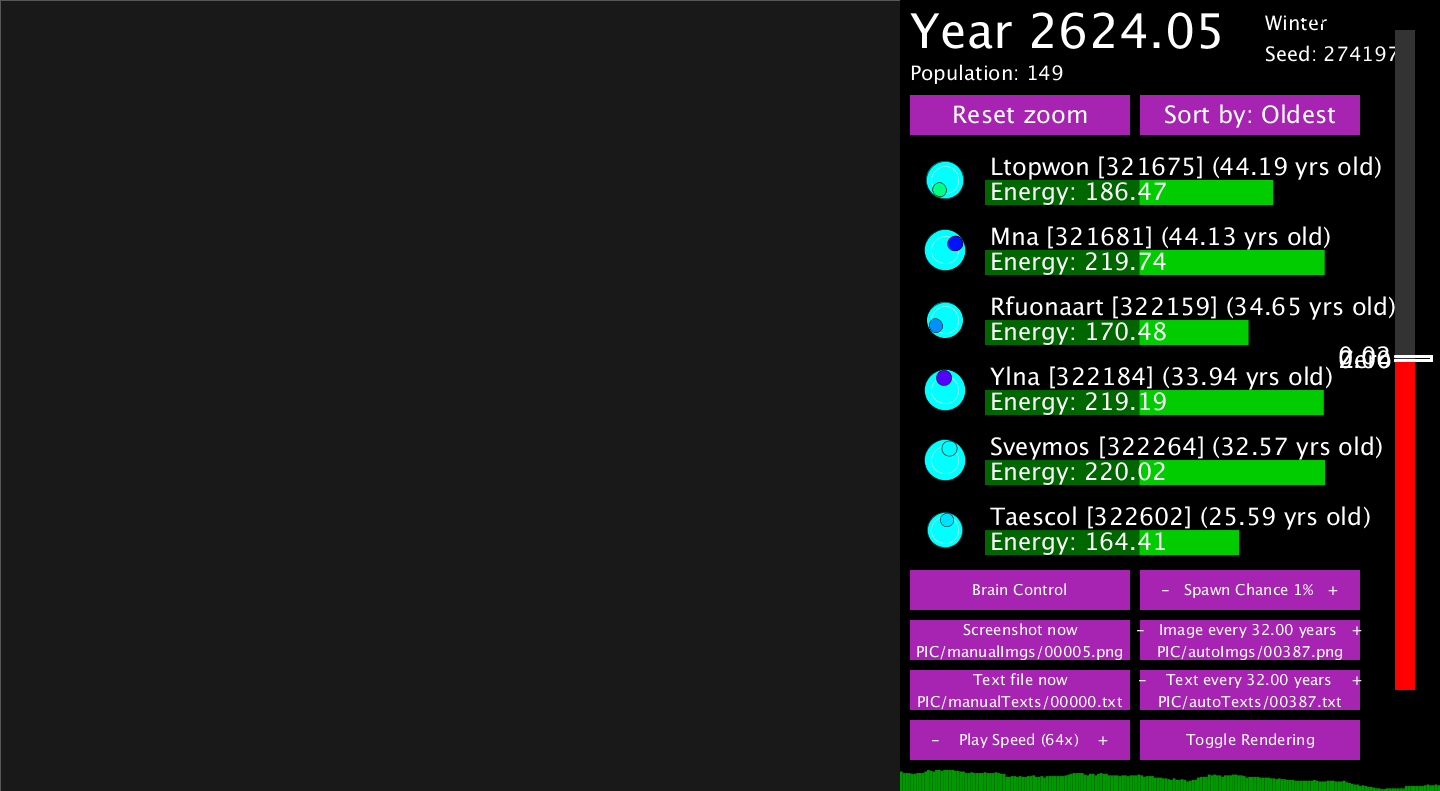 Year 2624.05
Winter
Seed: 274197
Population: 149
Reset zoom
Sort by: Oldest
Ltopwon [321675] (44.19 yrs old)
Energy: 186.47
Mna [321681] (44.13 yrs old)
Energy: 219.74
Rfuonaart [322159] (34.65 yrs old)
Energy: 170.48
Ylna [322184] (33.94 yrs old)
Energy: 219.19
Sveymos [322264] (32.57 yrs old)
Energy: 220.02
Taescol [322602] (25.59 yrs old)
Energy: 164.41
Brain Control
- Spawn Chance 1% +
Screenshot now
PIC/manualImgs/00005.png
- Image every 32.00 years +
PIC/autoImgs/00387.png
Text file now
PIC/manualTexts/00000.txt
- Text every 32.00 years +
PIC/autoTexts/00387.txt
- Play Speed (64x) +
Toggle Rendering